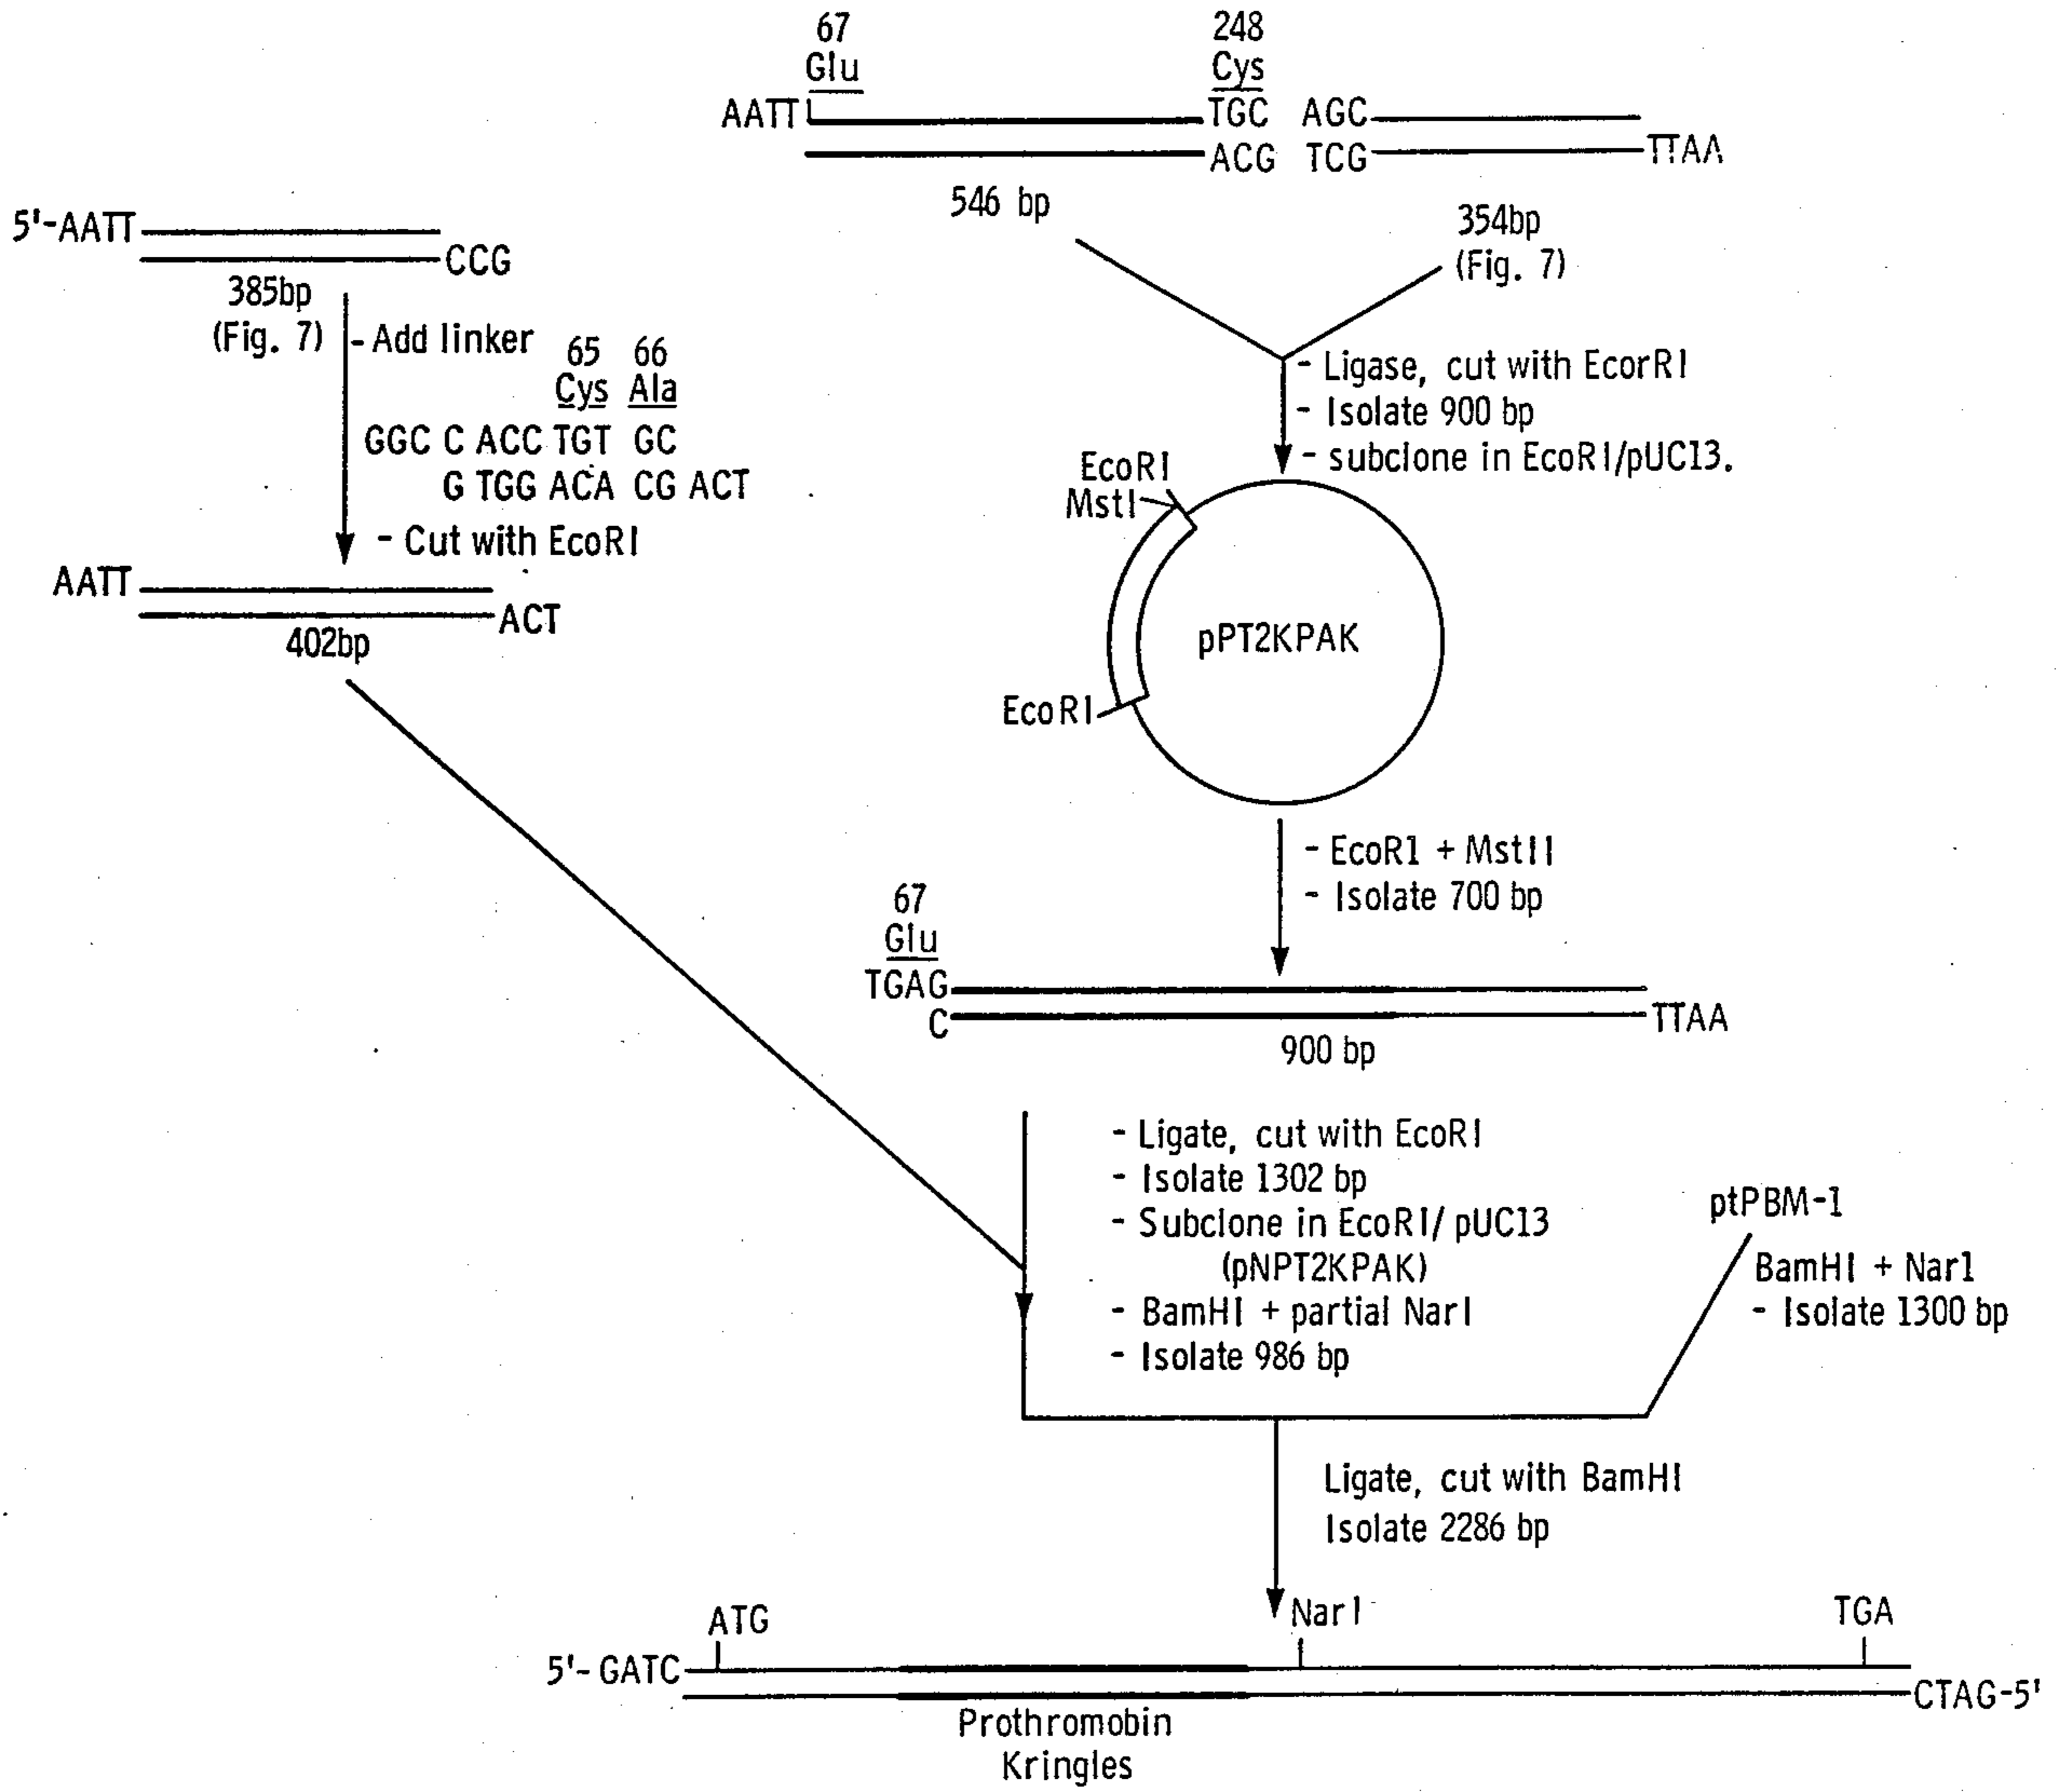 67
Glu
248
Cys
AATT
TGC AGC
ACG TCG
TTAA
546 bp
354bp
(Fig. 7)
5'-AATT
CCG
385bp
(Fig. 7)
- Add linker
65 66
Cys Ala
GGC C ACC TGT GC
G TGG ACA CG ACT
- Cut with EcoRI
AATT
ACT
402bp
- Ligase, cut with EcorRI
- Isolate 900 bp
- subclone in EcoRI/pUC13.
EcoRI
MstI
pPT2KPAK
EcoRI
- EcoR1 + MstII
- Isolate 700 bp
67
Glu
TGAG
C
TTAA
900 bp
- Ligate, cut with EcoRI
- Isolate 1302 bp
- Subclone in EcoRI/ pUC13
(pNPT2KPAK)
- BamHI + partial NarI
- Isolate 986 bp
ptPBM-1
BamHI + Nar1
- Isolate 1300 bp
Ligate, cut with BamHI
Isolate 2286 bp
ATG
NarI
TGA
5'- GATC
CTAG-5'
Prothromobin
Kringles